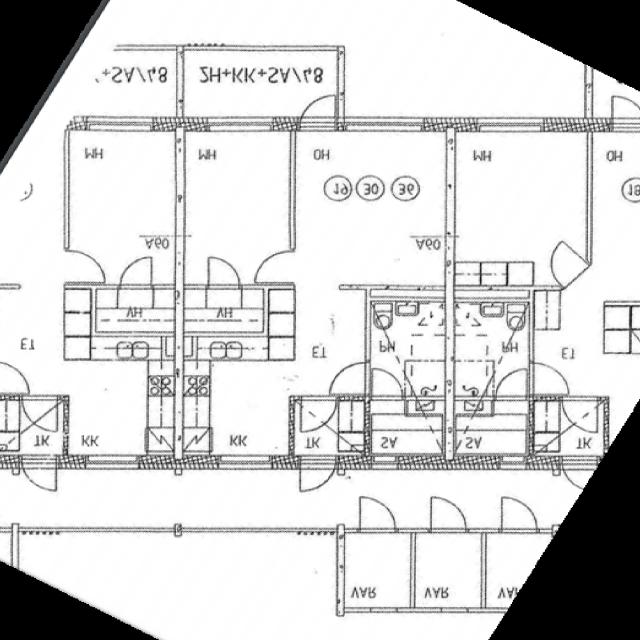 +SA/48 2H+KK+SA/48
MH MH OH MH OH
19 30 36 18
A60 A60
VH VH
ET ET PH PH ET
TK KK KK TK SA SA TK
VAR VAR VAR